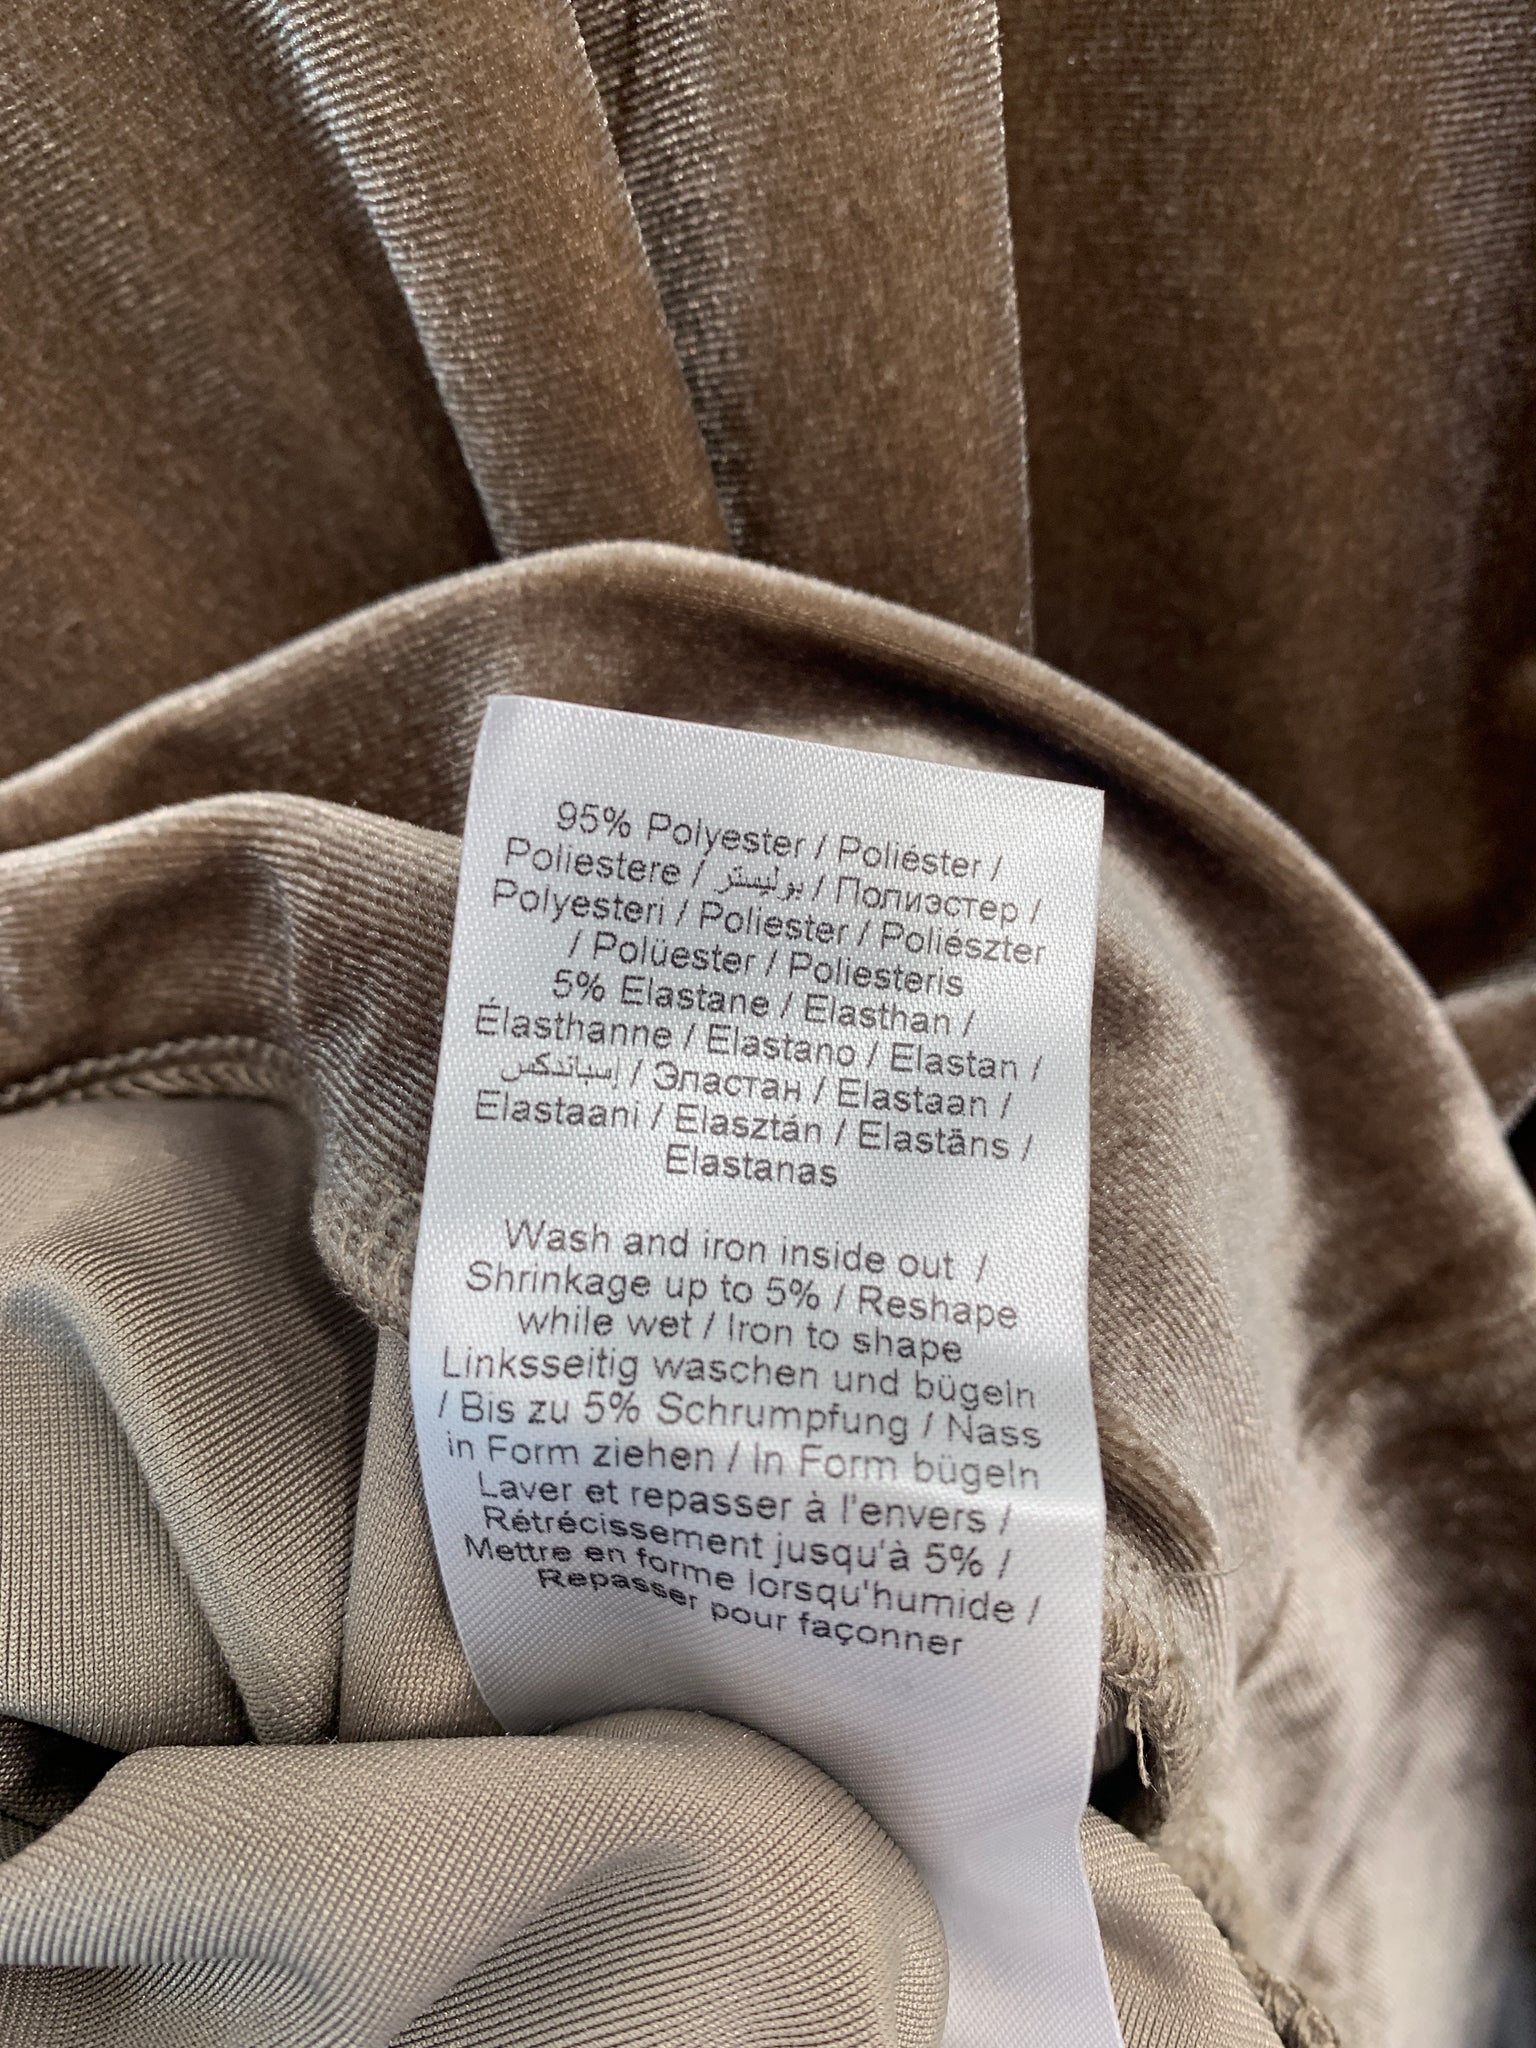 95% Polyester / Poliéster /
Poliestere / بوليستر / Полиэстер /
Polyesteri / Poliester / Poliészter
/ Polüester / Poliesteris
5% Elastane / Elasthan /
Élasthanne / Elastano / Elastan /
إسباندكس / Эластан / Elastaan /
Elastaani / Elasztán / Elastāns /
Elastanas
Wash and iron inside out /
Shrinkage up to 5% / Reshape
while wet / Iron to shape
Linksseitig waschen und bügeln
/ Bis zu 5% Schrumpfung / Nass
in Form ziehen / In Form bügeln
Laver et repasser à l'envers /
Rétrécissement jusqu'à 5% /
Mettre en forme lorsqu'humide /
Repasser pour façonner